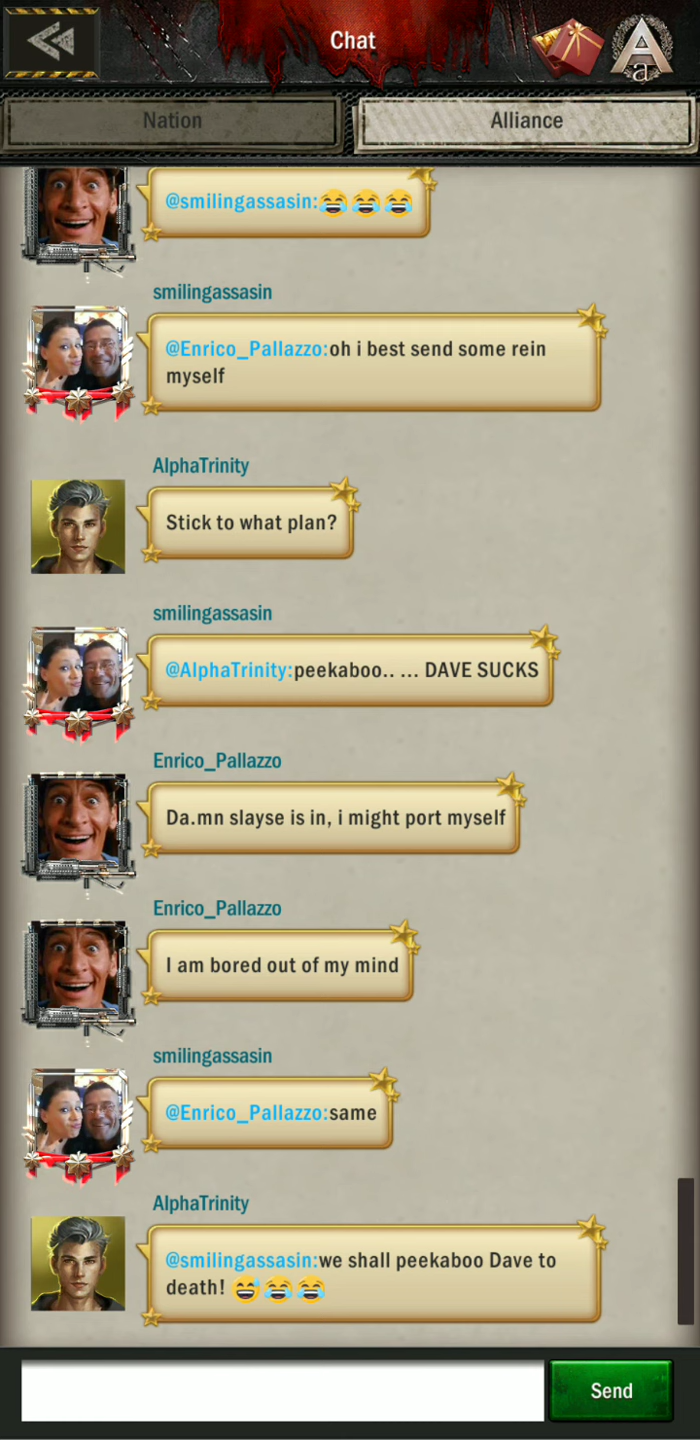 Chat
A
a
Nation
Alliance
@smilingassasin:😂😂😂
smilingassasin
@Enrico_Pallazzo:oh i best send some rein
myself
AlphaTrinity
Stick to what plan?
smilingassasin
@AlphaTrinity:peekaboo.. ... DAVE SUCKS
Enrico_Pallazzo
Da.mn slayse is in, i might port myself
Enrico_Pallazzo
I am bored out of my mind
smilingassasin
@Enrico_Pallazzo:same
AlphaTrinity
@smilingassasin:we shall peekaboo Dave to
death! 😅😂😂
Send